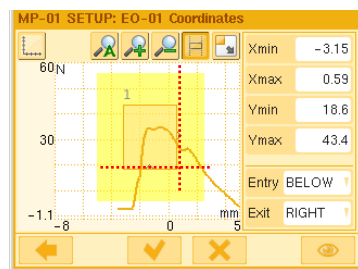 MP-01 SETUP: EO-01 Coordinates
A
60 N
1
30
-1.1
-8 0 mm 5
Xmin -3.15
Xmax 0.59
Ymin 18.6
Ymax 43.4
Entry BELOW
Exit RIGHT